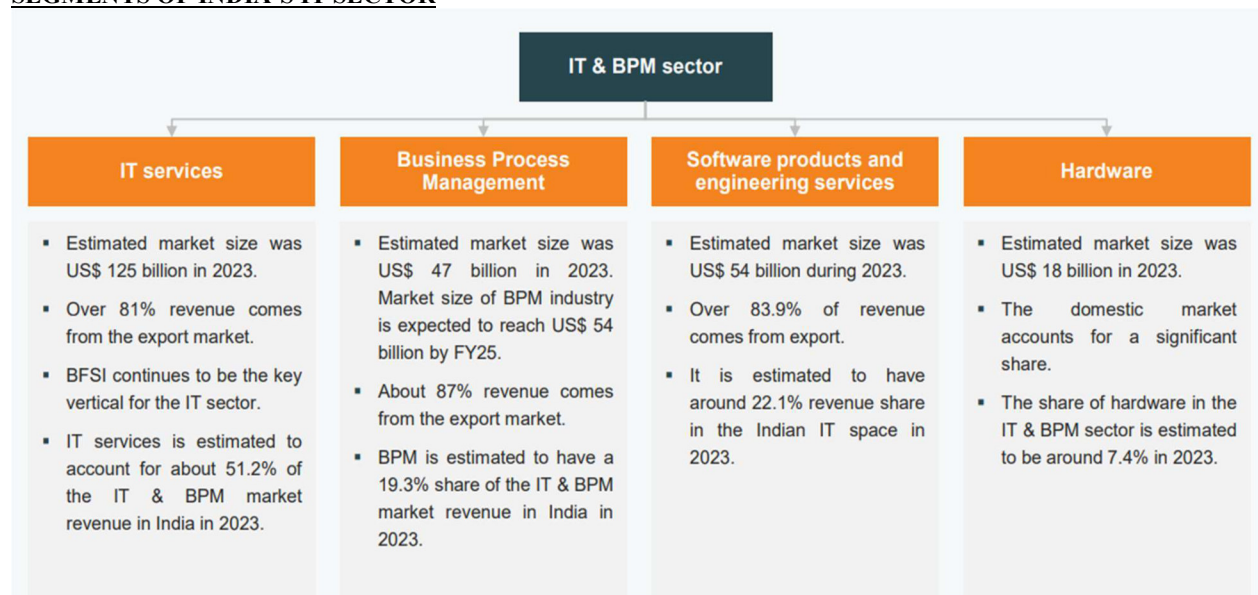 SEGMENTS OF INDIA'S IT SECTOR
IT & BPM sector
IT services
▪ Estimated market size was
US$ 125 billion in 2023.
▪ Over 81% revenue comes
from the export market.
▪ BFSI continues to be the key
vertical for the IT sector.
▪ IT services is estimated to
account for about 51.2% of
the IT & BPM market
revenue in India in 2023.
Business Process
Management
▪ Estimated market size was
US$ 47 billion in 2023.
Market size of BPM industry
is expected to reach US$ 54
billion by FY25.
▪ About 87% revenue comes
from the export market.
▪ BPM is estimated to have a
19.3% share of the IT & BPM
market revenue in India in
2023.
Software products and
engineering services
▪ Estimated market size was
US$ 54 billion during 2023.
▪ Over 83.9% of revenue
comes from export.
▪ It is estimated to have
around 22.1% revenue share
in the Indian IT space in
2023.
Hardware
▪ Estimated market size was
US$ 18 billion in 2023.
▪ The domestic market
accounts for a significant
share.
▪ The share of hardware in the
IT & BPM sector is estimated
to be around 7.4% in 2023.